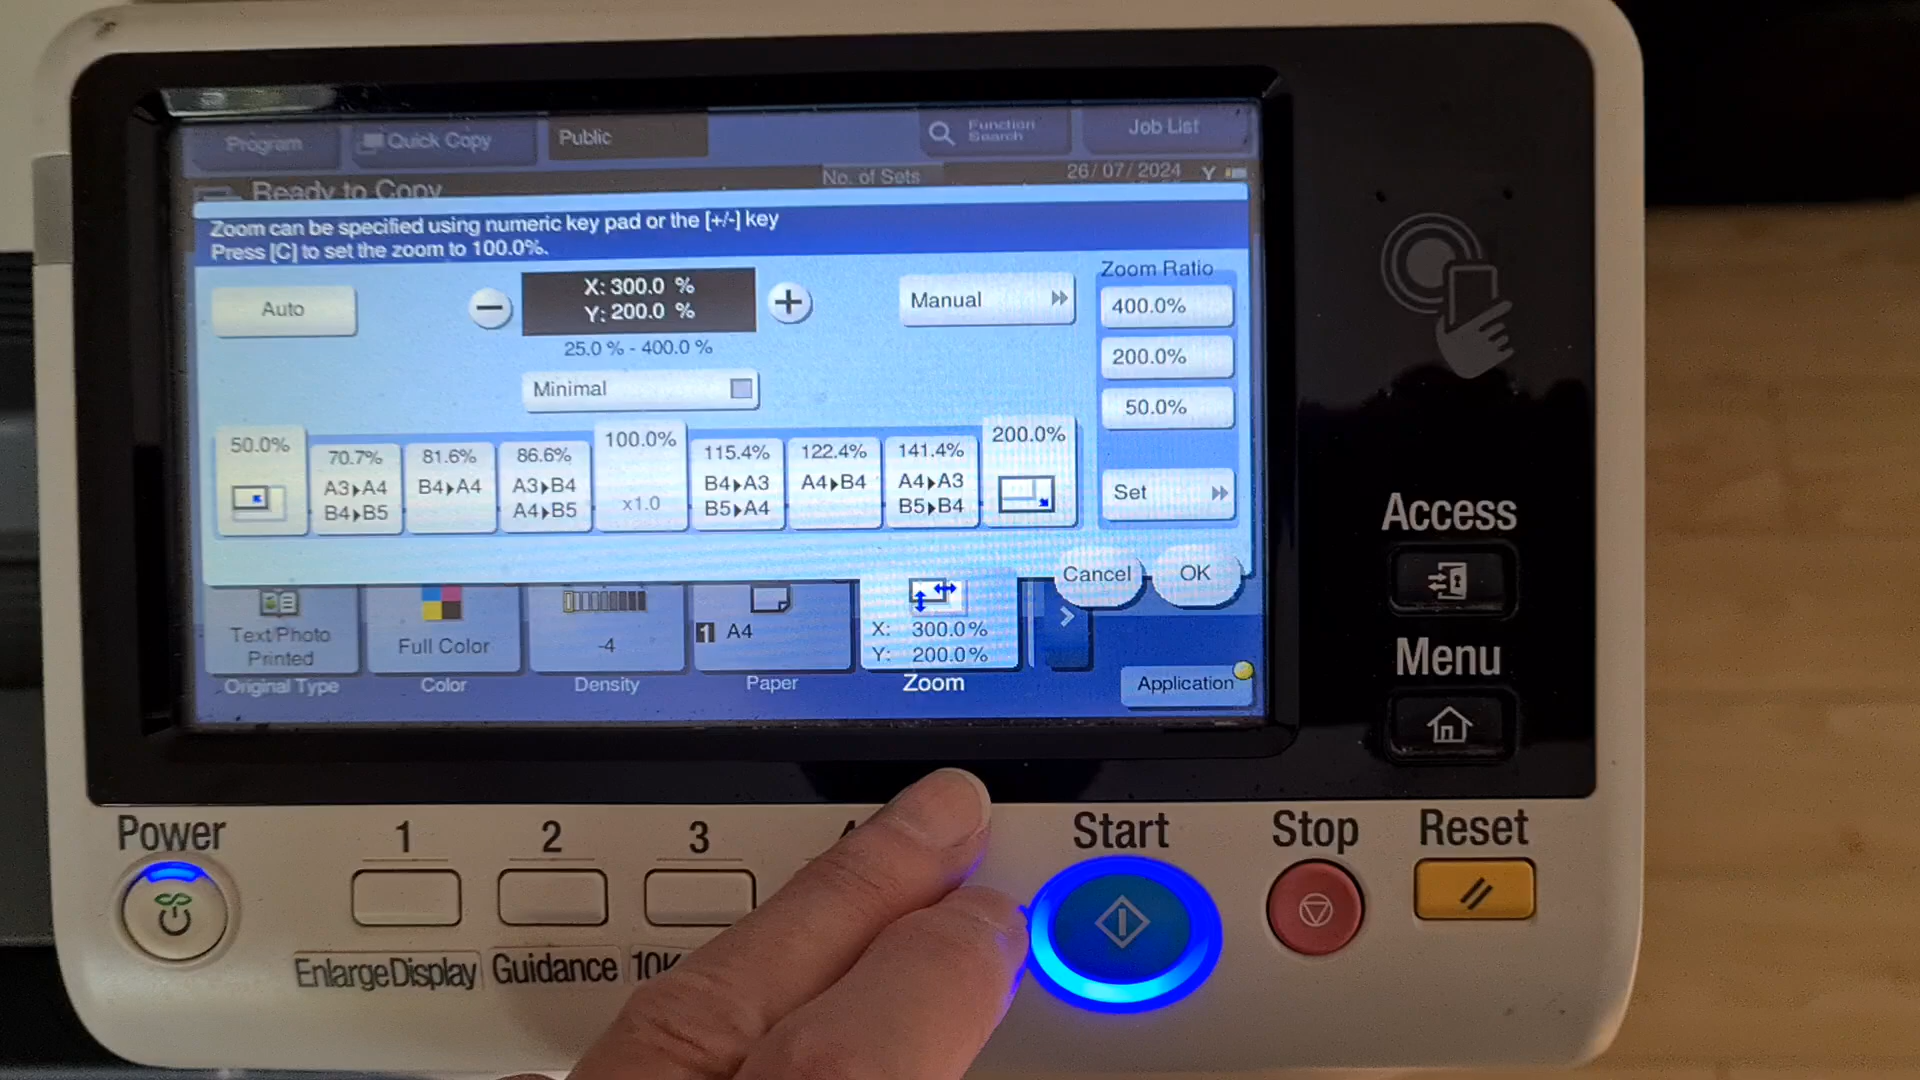 Program
Quick Copy
Public
Function Search
Job List
Ready to Copy
No. of Sets
26/07/2024
Y
Zoom can be specified using numeric key pad or the [+/-] key
Press [C] to set the zoom to 100.0%.
Auto
−
X: 300.0 %
Y: 200.0 %
+
25.0 % - 400.0 %
Manual
Zoom Ratio
400.0%
200.0%
50.0%
Minimal
50.0%
70.7%
A3▸A4
B4▸B5
81.6%
B4▸A4
86.6%
A3▸B4
A4▸B5
100.0%
x1.0
115.4%
B4▸A3
B5▸A4
122.4%
A4▸B4
141.4%
A4▸A3
B5▸B4
200.0%
Set
Cancel
OK
Text/Photo
Printed
Original Type
Full Color
Color
-4
Density
1 A4
Paper
X: 300.0%
Y: 200.0%
Zoom
Application
Access
Menu
Power
1
2
3
Start
Stop
Reset
Enlarge Display
Guidance